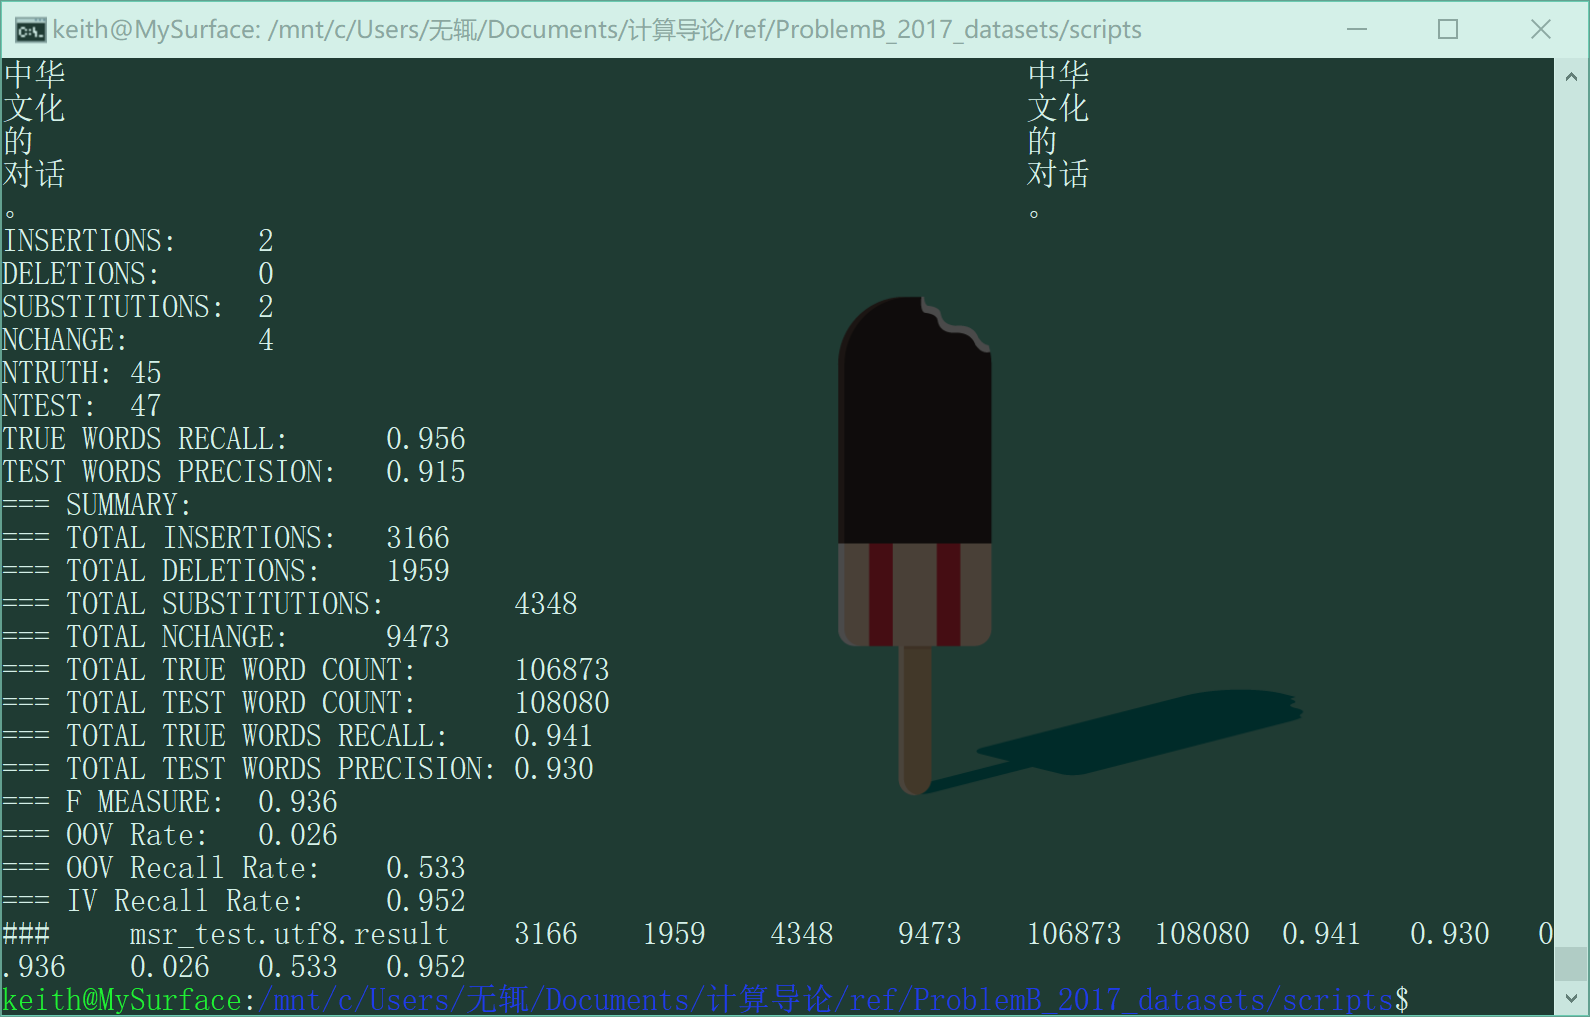 keith@MySurface: /mnt/c/Users/无辄/Documents/计算导论/ref/ProblemB_2017_datasets/scripts
中华 中华
文化 文化
的 的
对话 对话
。 。
INSERTIONS: 2
DELETIONS: 0
SUBSTITUTIONS: 2
NCHANGE: 4
NTRUTH: 45
NTEST: 47
TRUE WORDS RECALL: 0.956
TEST WORDS PRECISION: 0.915
=== SUMMARY:
=== TOTAL INSERTIONS: 3166
=== TOTAL DELETIONS: 1959
=== TOTAL SUBSTITUTIONS: 4348
=== TOTAL NCHANGE: 9473
=== TOTAL TRUE WORD COUNT: 106873
=== TOTAL TEST WORD COUNT: 108080
=== TOTAL TRUE WORDS RECALL: 0.941
=== TOTAL TEST WORDS PRECISION: 0.930
=== F MEASURE: 0.936
=== OOV Rate: 0.026
=== OOV Recall Rate: 0.533
=== IV Recall Rate: 0.952
### msr_test.utf8.result 3166 1959 4348 9473 106873 108080 0.941 0.930 0
.936 0.026 0.533 0.952
keith@MySurface:/mnt/c/Users/无辄/Documents/计算导论/ref/ProblemB_2017_datasets/scripts$